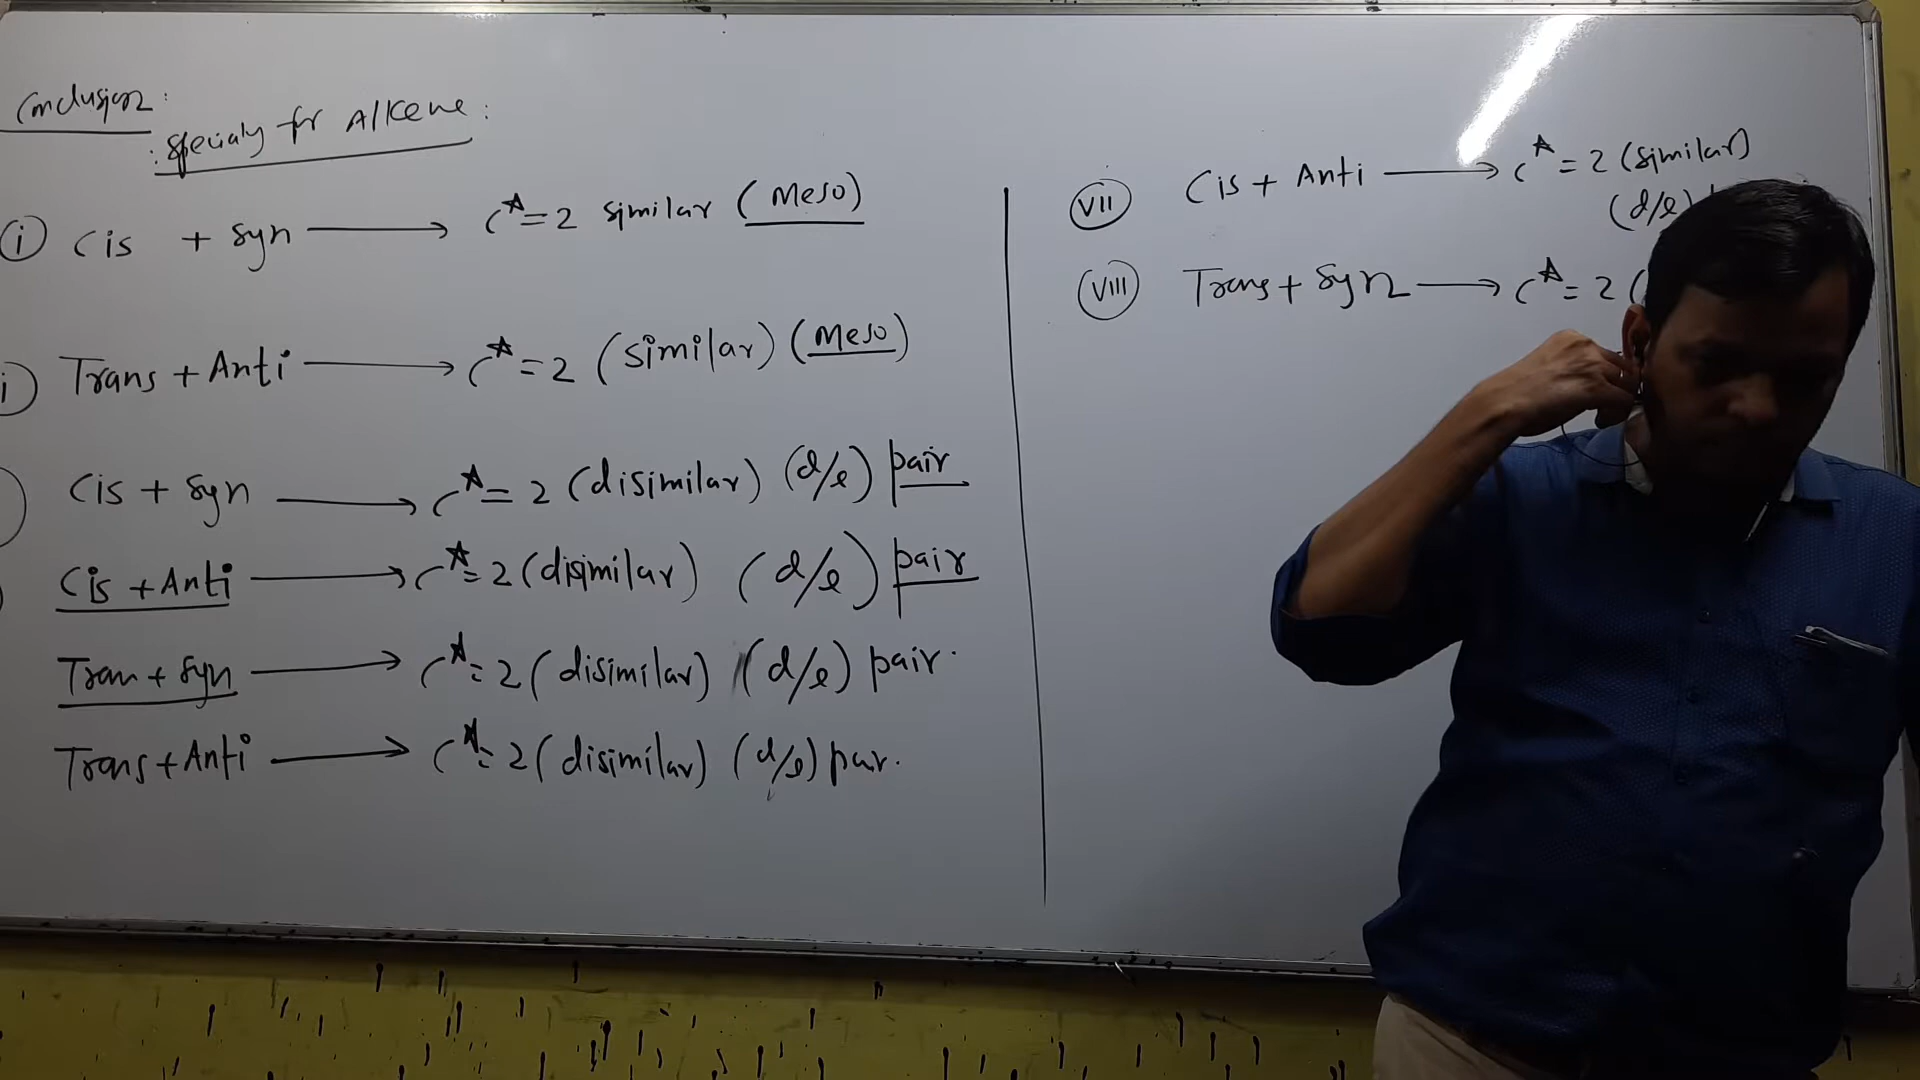 Conclusion:
: specialy for Alkene:
(i) Cis + syn ⟶ C* = 2 similar (Meso)
i) Trans + Anti ⟶ C* = 2 (similar) (Meso)
) Cis + syn ⟶ C* = 2 (disimilar) (d/l) pair
) Cis + Anti ⟶ C* = 2 (disimilar) (d/l) pair
Tran + syn ⟶ C* = 2 (disimilar) (d/l) pair.
Trans + Anti ⟶ C* = 2 (disimilar) (d/l) pair.
(VII) Cis + Anti ⟶ C* = 2 (similar)
(d/l)
(VIII) Trans + syn ⟶ C* = 2 (